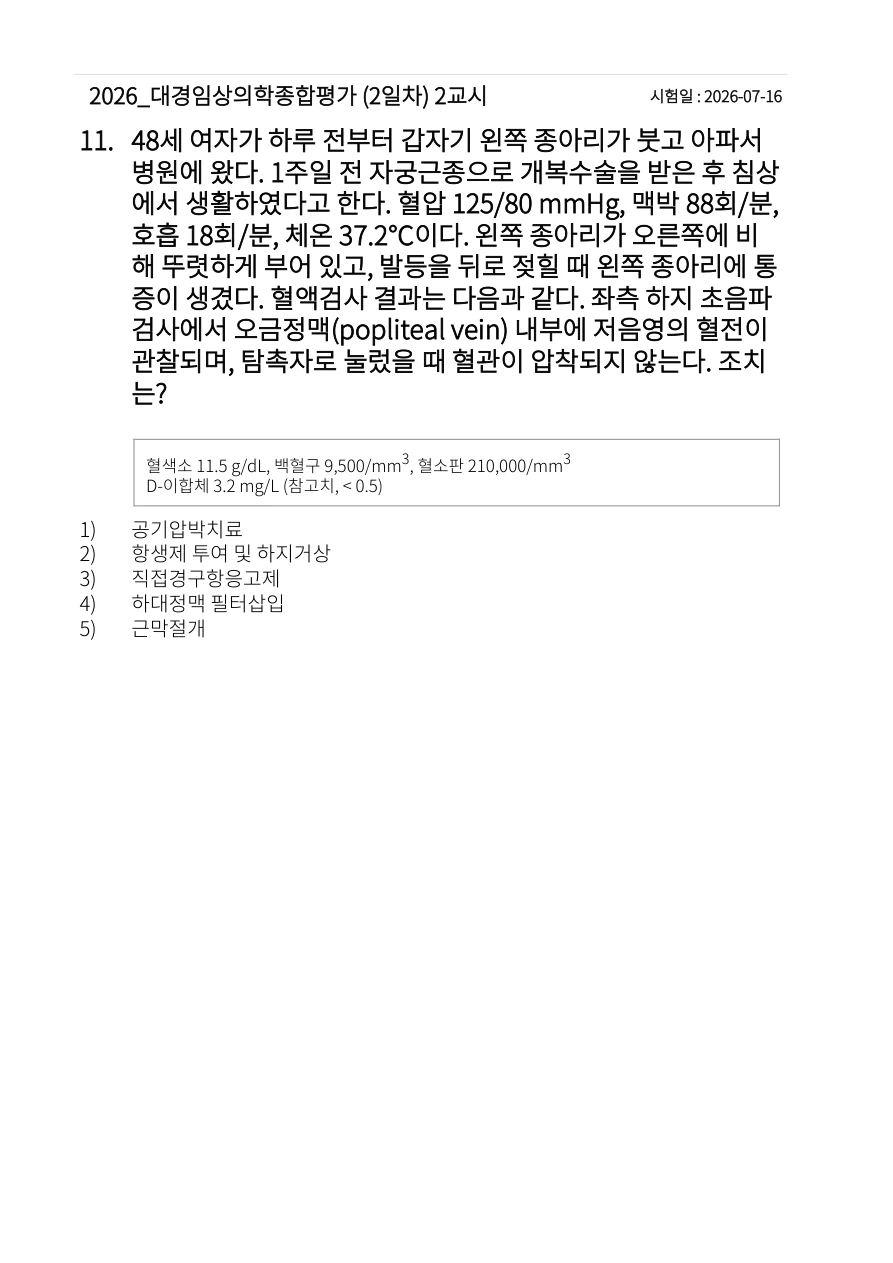 2026_대경임상의학종합평가 (2일차) 2교시
시험일 : 2026-07-16
11. 48세 여자가 하루 전부터 갑자기 왼쪽 종아리가 붓고 아파서
병원에 왔다. 1주일 전 자궁근종으로 개복수술을 받은 후 침상
에서 생활하였다고 한다. 혈압 125/80 mmHg, 맥박 88회/분,
호흡 18회/분, 체온 37.2°C이다. 왼쪽 종아리가 오른쪽에 비
해 뚜렷하게 부어 있고, 발등을 뒤로 젖힐 때 왼쪽 종아리에 통
증이 생겼다. 혈액검사 결과는 다음과 같다. 좌측 하지 초음파
검사에서 오금정맥(popliteal vein) 내부에 저음영의 혈전이
관찰되며, 탐촉자로 눌렀을 때 혈관이 압착되지 않는다. 조치
는?
혈색소 11.5 g/dL, 백혈구 9,500/mm³, 혈소판 210,000/mm³
D-이합체 3.2 mg/L (참고치, < 0.5)
1) 공기압박치료
2) 항생제 투여 및 하지거상
3) 직접경구항응고제
4) 하대정맥 필터삽입
5) 근막절개